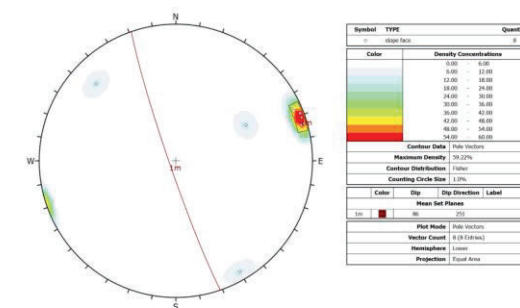 N
W
E
S
1m
m
Symbol TYPE Quant
slope face 8
Color Density Concentrations
0.00 - 6.00
6.00 - 12.00
12.00 - 18.00
18.00 - 24.00
24.00 - 30.00
30.00 - 36.00
36.00 - 42.00
42.00 - 48.00
48.00 - 54.00
54.00 - 60.00
Contour Data Pole Vectors
Maximum Density 59.22%
Contour Distribution Fisher
Counting Circle Size 1.0%
Color Dip Dip Direction Label
Mean Set Planes
1m 86 251
Plot Mode Pole Vectors
Vector Count 8 (8 Entries)
Hemisphere Lower
Projection Equal Area